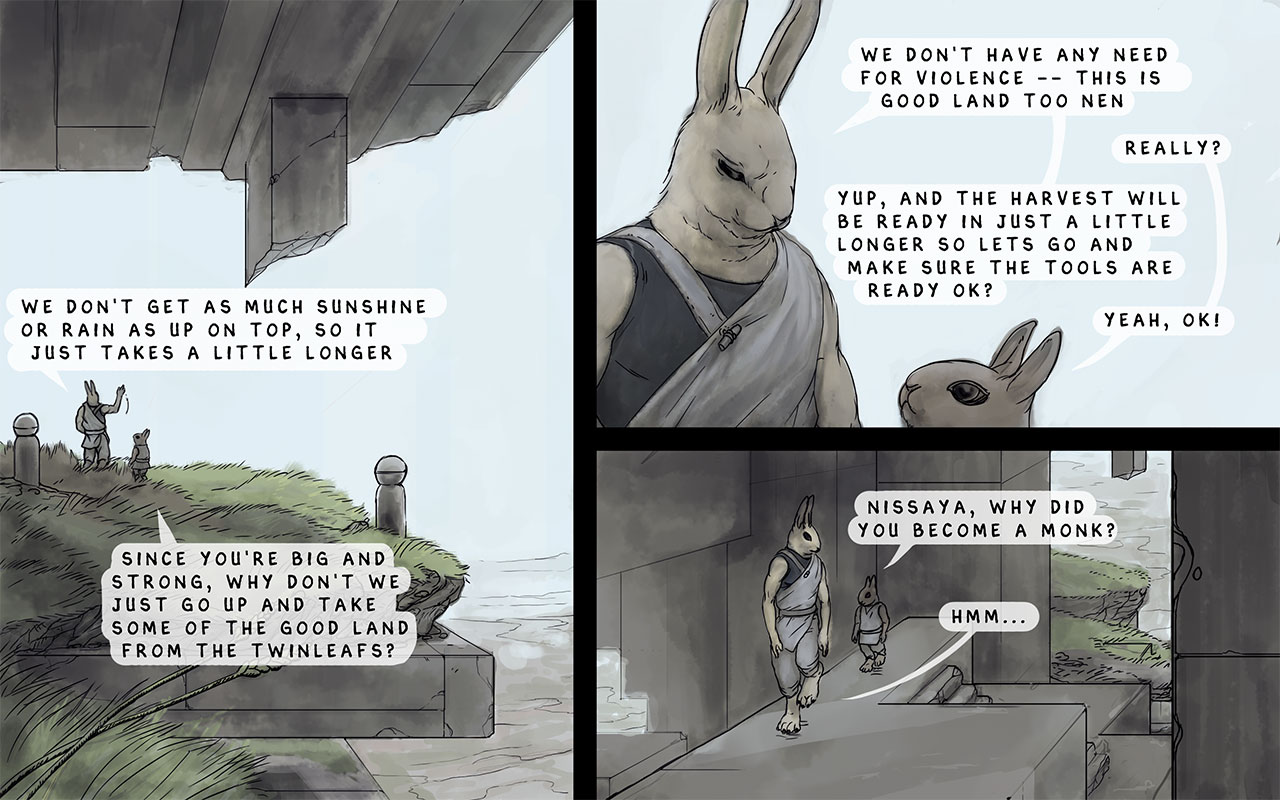 WE DON'T GET AS MUCH SUNSHINE
OR RAIN AS UP ON TOP, SO IT
JUST TAKES A LITTLE LONGER
SINCE YOU'RE BIG AND
STRONG, WHY DON'T WE
JUST GO UP AND TAKE
SOME OF THE GOOD LAND
FROM THE TWINLEAFS?
WE DON'T HAVE ANY NEED
FOR VIOLENCE -- THIS IS
GOOD LAND TOO NEN
REALLY?
YUP, AND THE HARVEST WILL
BE READY IN JUST A LITTLE
LONGER SO LETS GO AND
MAKE SURE THE TOOLS ARE
READY OK?
YEAH, OK!
NISSAYA, WHY DID
YOU BECOME A MONK?
HMM...